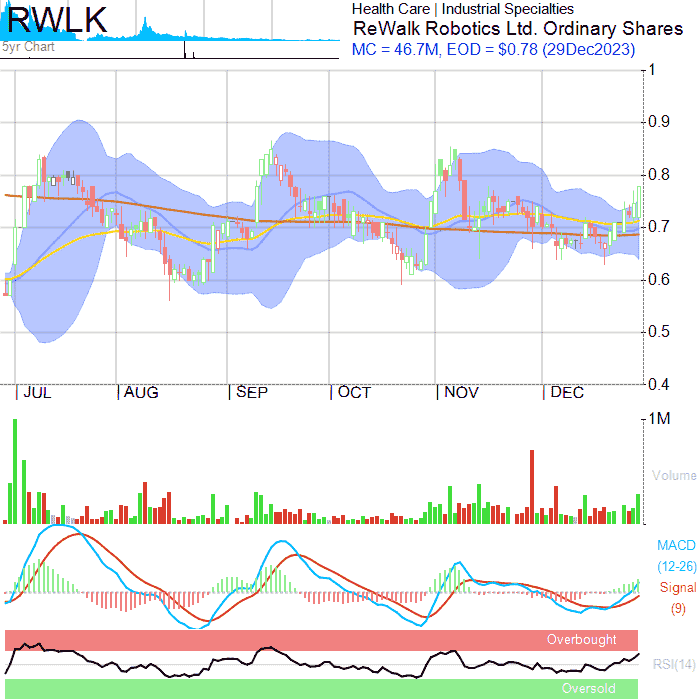 RWLK
5yr Chart
Health Care | Industrial Specialties
ReWalk Robotics Ltd. Ordinary Shares
MC = 46.7M, EOD = $0.78 (29Dec2023)
1
0.9
0.8
0.7
0.6
0.5
0.4
JUL AUG SEP OCT NOV DEC
1M
Volume
MACD
(12-26)
Signal
(9)
Overbought
RSI(14)
Oversold